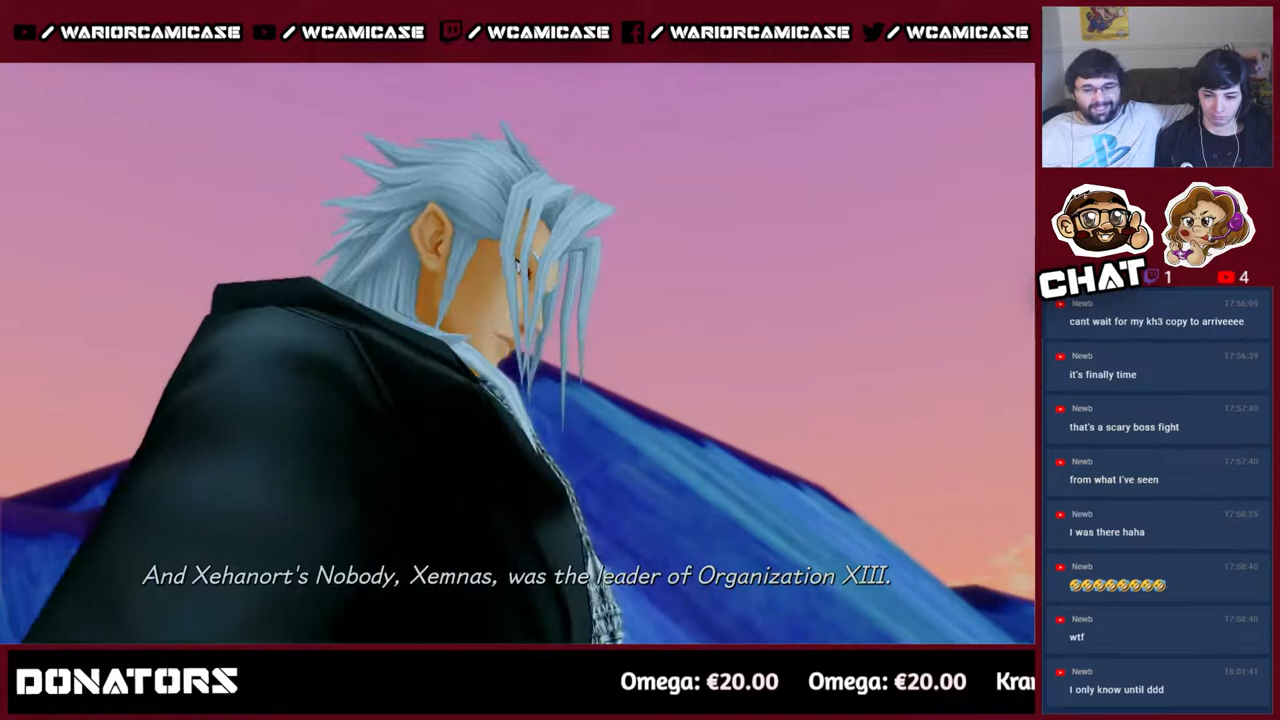 / WARIORCAMICASE / WCAMICASE / WCAMICASE / WARIORCAMICASE / WCAMICASE
And Xehanort's Nobody, Xemnas, was the leader of Organization XIII.
CHAT 1 4
Newb 17:56:09
cant wait for my kh3 copy to arriveeee
Newb 17:56:39
it's finally time
Newb 17:57:40
that's a scary boss fight
Newb 17:57:40
from what I've seen
Newb 17:58:25
I was there haha
Newb 17:58:40
🤣🤣🤣🤣🤣🤣🤣🤣
Newb 17:58:40
wtf
Newb 18:01:41
I only know until ddd
DONATORS Omega: €20.00 Omega: €20.00 Kran